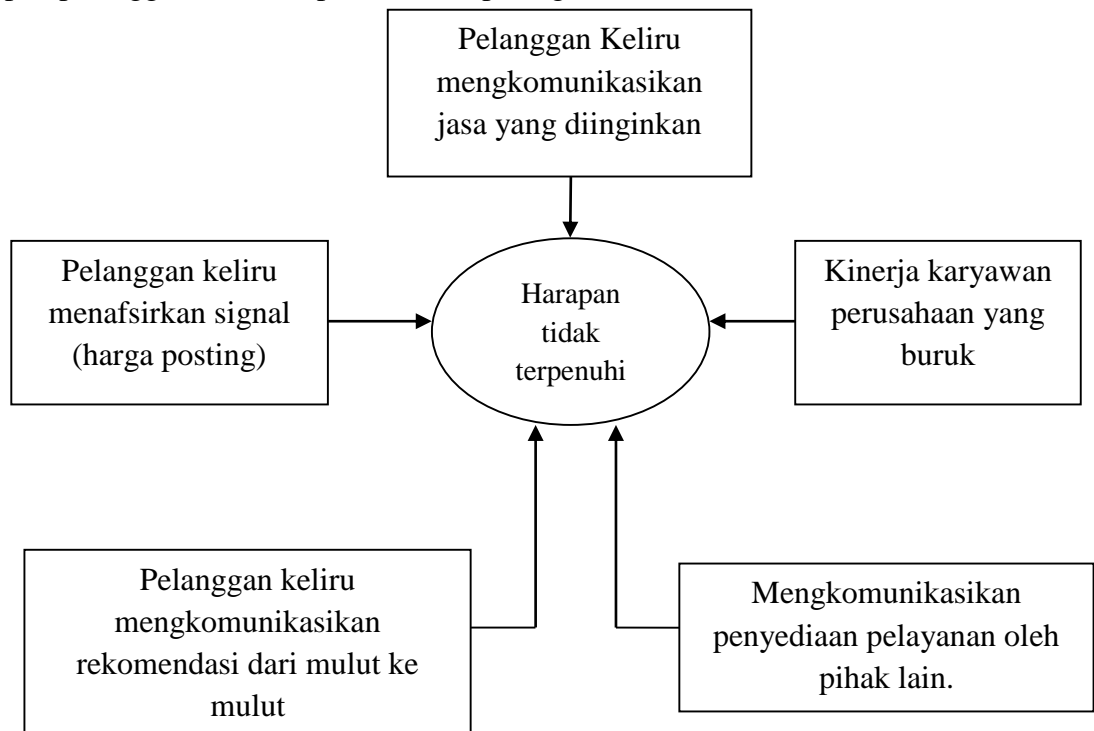 Pelanggan Keliru
mengkomunikasikan
jasa yang diinginkan
Pelanggan keliru
menafsirkan signal
(harga posting)
Harapan
tidak
terpenuhi
Kinerja karyawan
perusahaan yang
buruk
Pelanggan keliru
mengkomunikasikan
rekomendasi dari mulut ke
mulut
Mengkomunikasikan
penyediaan pelayanan oleh
pihak lain.